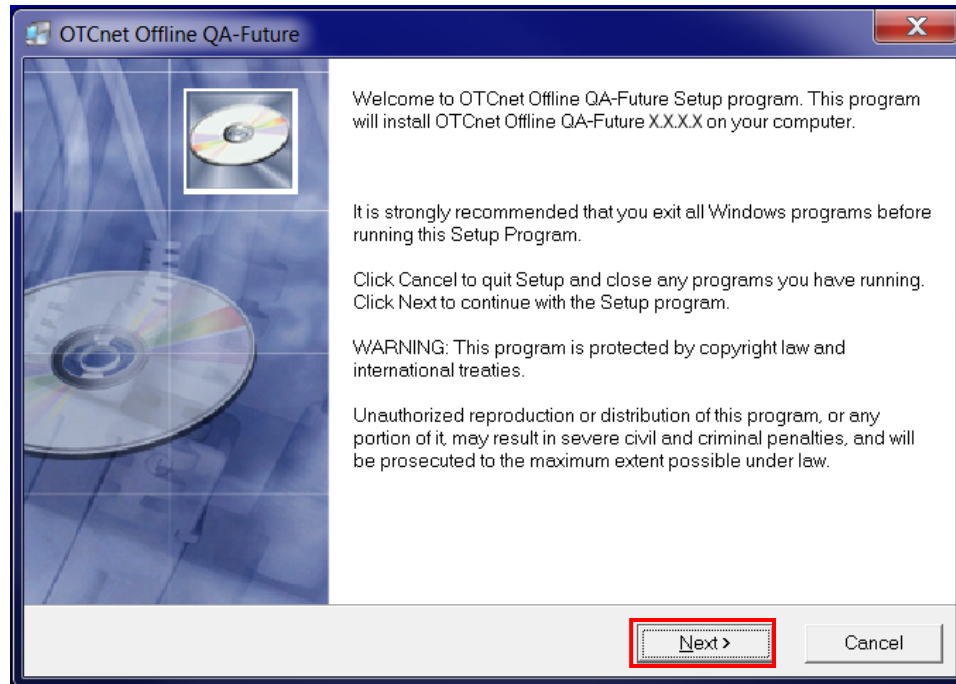 OTCnet Offline QA-Future
X
Welcome to OTCnet Offline QA-Future Setup program. This program
will install OTCnet Offline QA-Future X.X.X.X on your computer.
It is strongly recommended that you exit all Windows programs before
running this Setup Program.
Click Cancel to quit Setup and close any programs you have running.
Click Next to continue with the Setup program.
WARNING: This program is protected by copyright law and
international treaties.
Unauthorized reproduction or distribution of this program, or any
portion of it, may result in severe civil and criminal penalties, and will
be prosecuted to the maximum extent possible under law.
Next >
Cancel